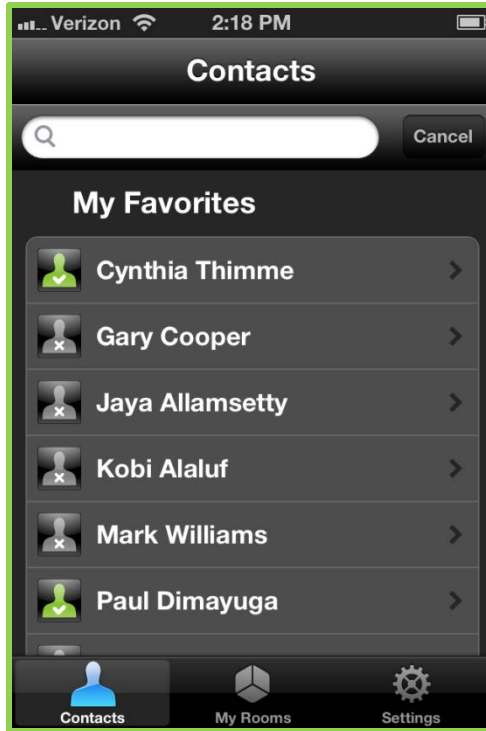 Verizon 2:18 PM
Contacts
Cancel
My Favorites
Cynthia Thimme
Gary Cooper
Jaya Allamsetty
Kobi Alaluf
Mark Williams
Paul Dimayuga
Contacts My Rooms Settings